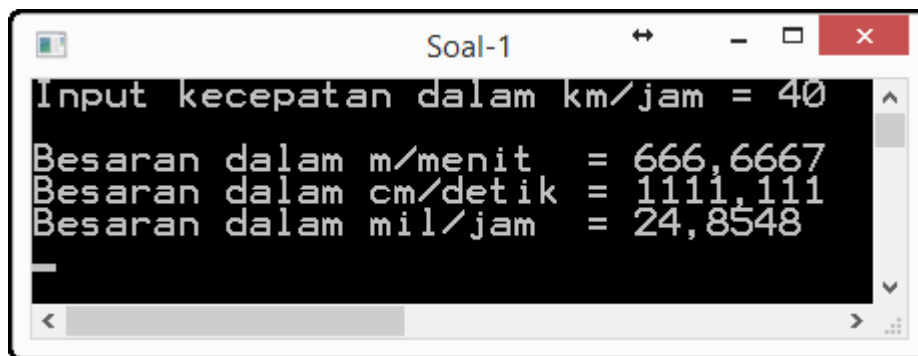 Soal-1
Input kecepatan dalam km/jam = 40
Besaran dalam m/menit = 666,6667
Besaran dalam cm/detik = 1111,111
Besaran dalam mil/jam = 24,8548